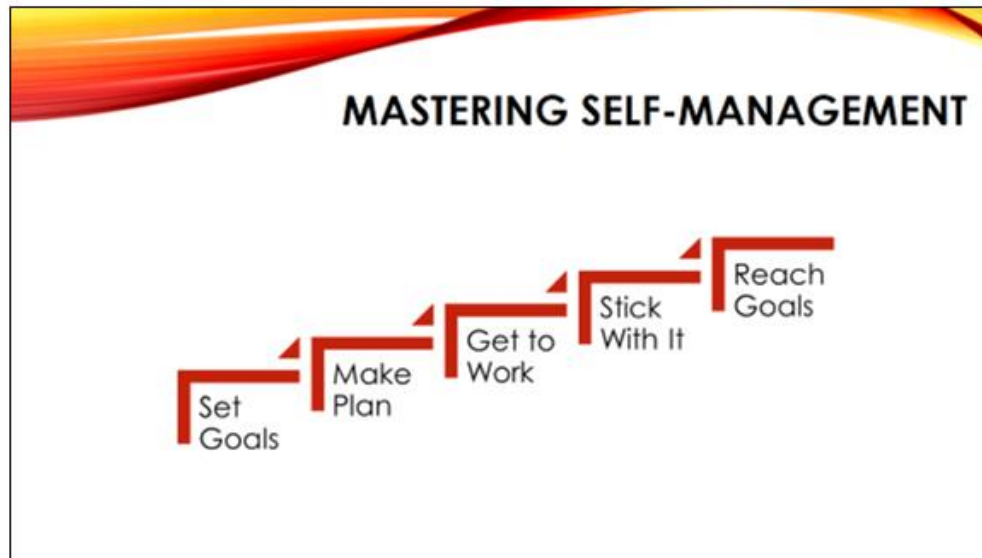 MASTERING SELF-MANAGEMENT
Set
Goals
Make
Plan
Get to
Work
Stick
With It
Reach
Goals